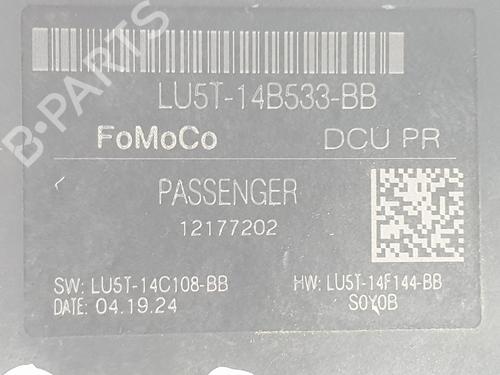 B-PARTS
LU5T-14B533-BB
FoMoCo DCU PR
PASSENGER
12177202
SW: LU5T-14C108-BB HW: LU5T-14F144-BB
DATE: 04.19.24 S0Y0B